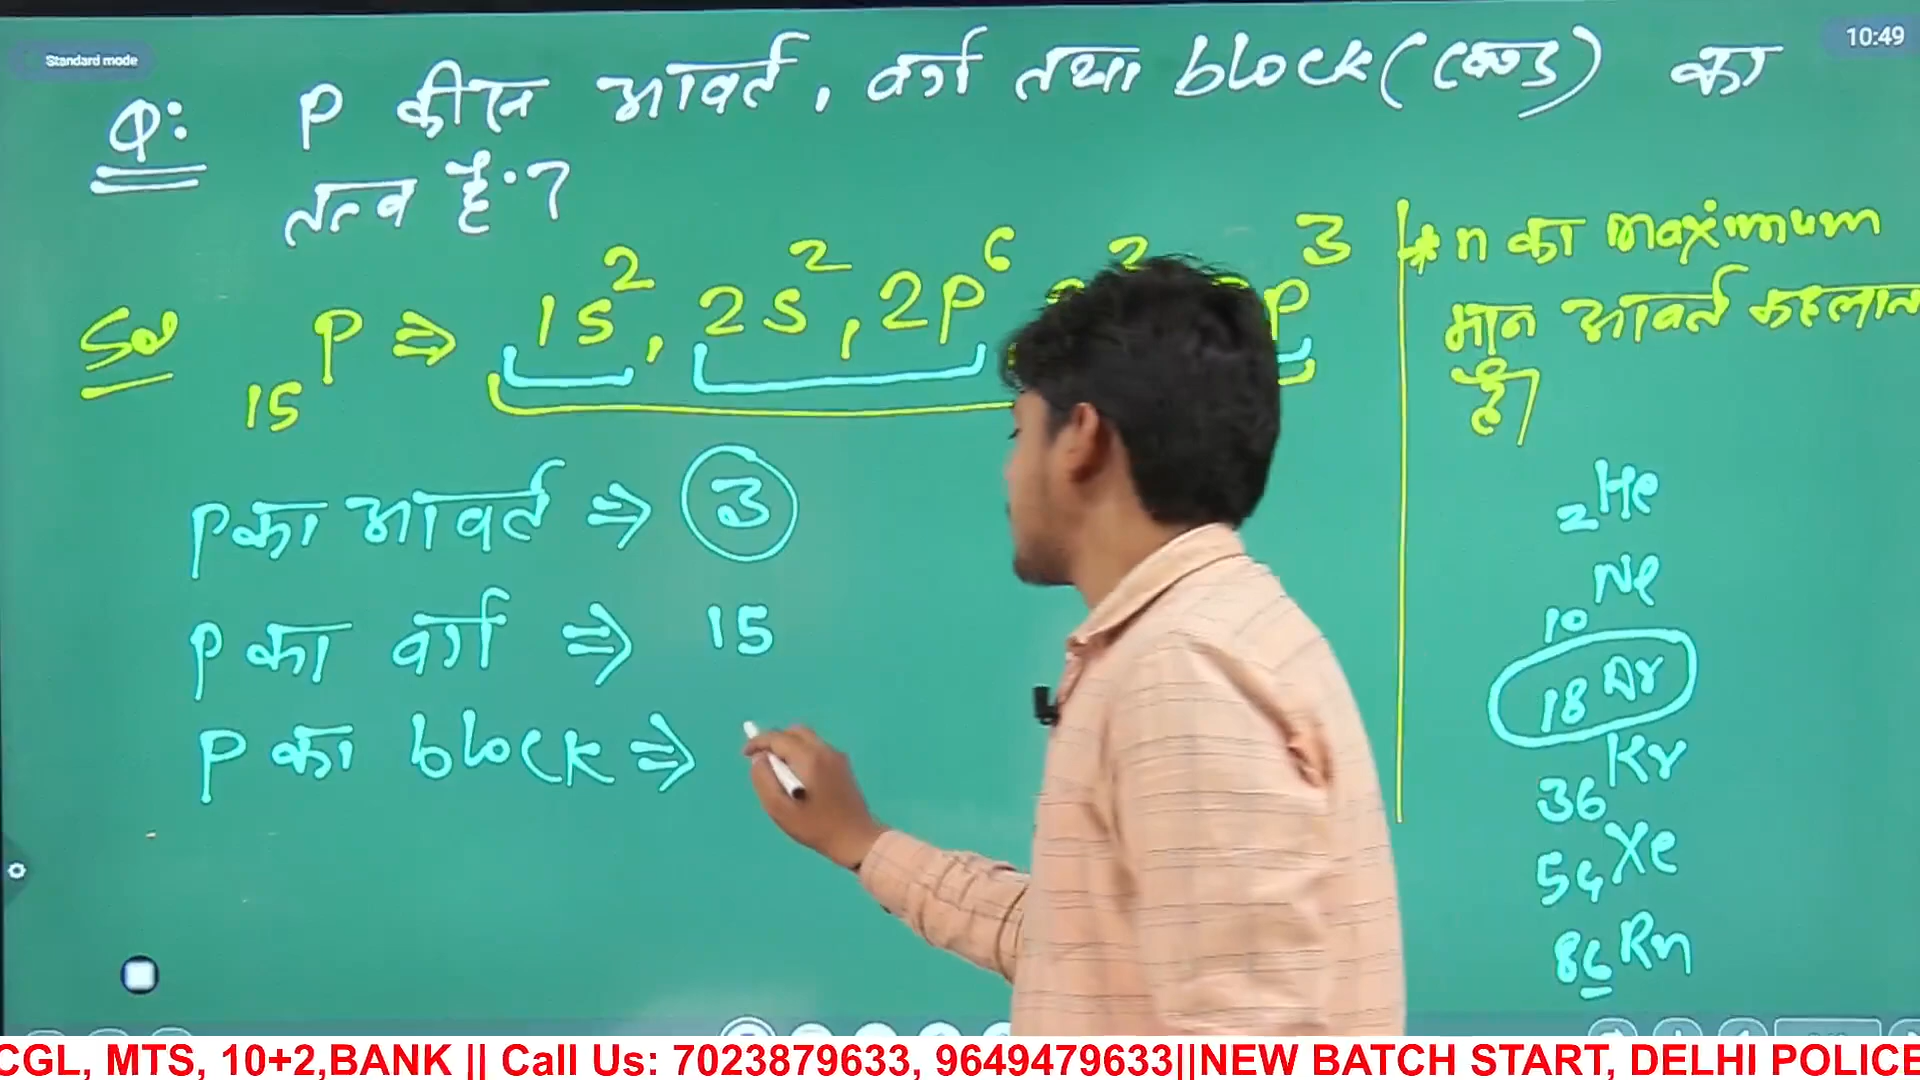 Standard mode
10:49
Q: P कौन आवर्त, वर्ग तथा block (खण्ड) का
तत्व है?
Sol 15P ⇒ 1s², 2s², 2p⁶ p³
P का आवर्त ⇒ 3
P का वर्ग ⇒ 15
P का block ⇒
* n का maximum
मान आवर्त कहलाता
है।
2He
10Ne
18Ar
36Kr
54Xe
86Rn
CGL, MTS, 10+2,BANK || Call Us: 7023879633, 9649479633||NEW BATCH START, DELHI POLICE